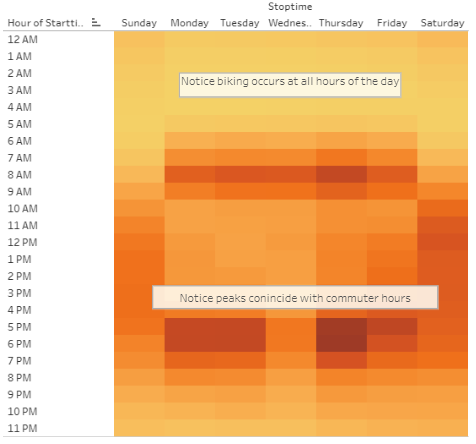 Stoptime
Hour of Startti.. Sunday Monday Tuesday Wednes.. Thursday Friday Saturday
12 AM
1 AM
2 AM
Notice biking occurs at all hours of the day
3 AM
4 AM
5 AM
6 AM
7 AM
8 AM
9 AM
10 AM
11 AM
12 PM
1 PM
2 PM
3 PM
Notice peaks conincide with commuter hours
4 PM
5 PM
6 PM
7 PM
8 PM
9 PM
10 PM
11 PM